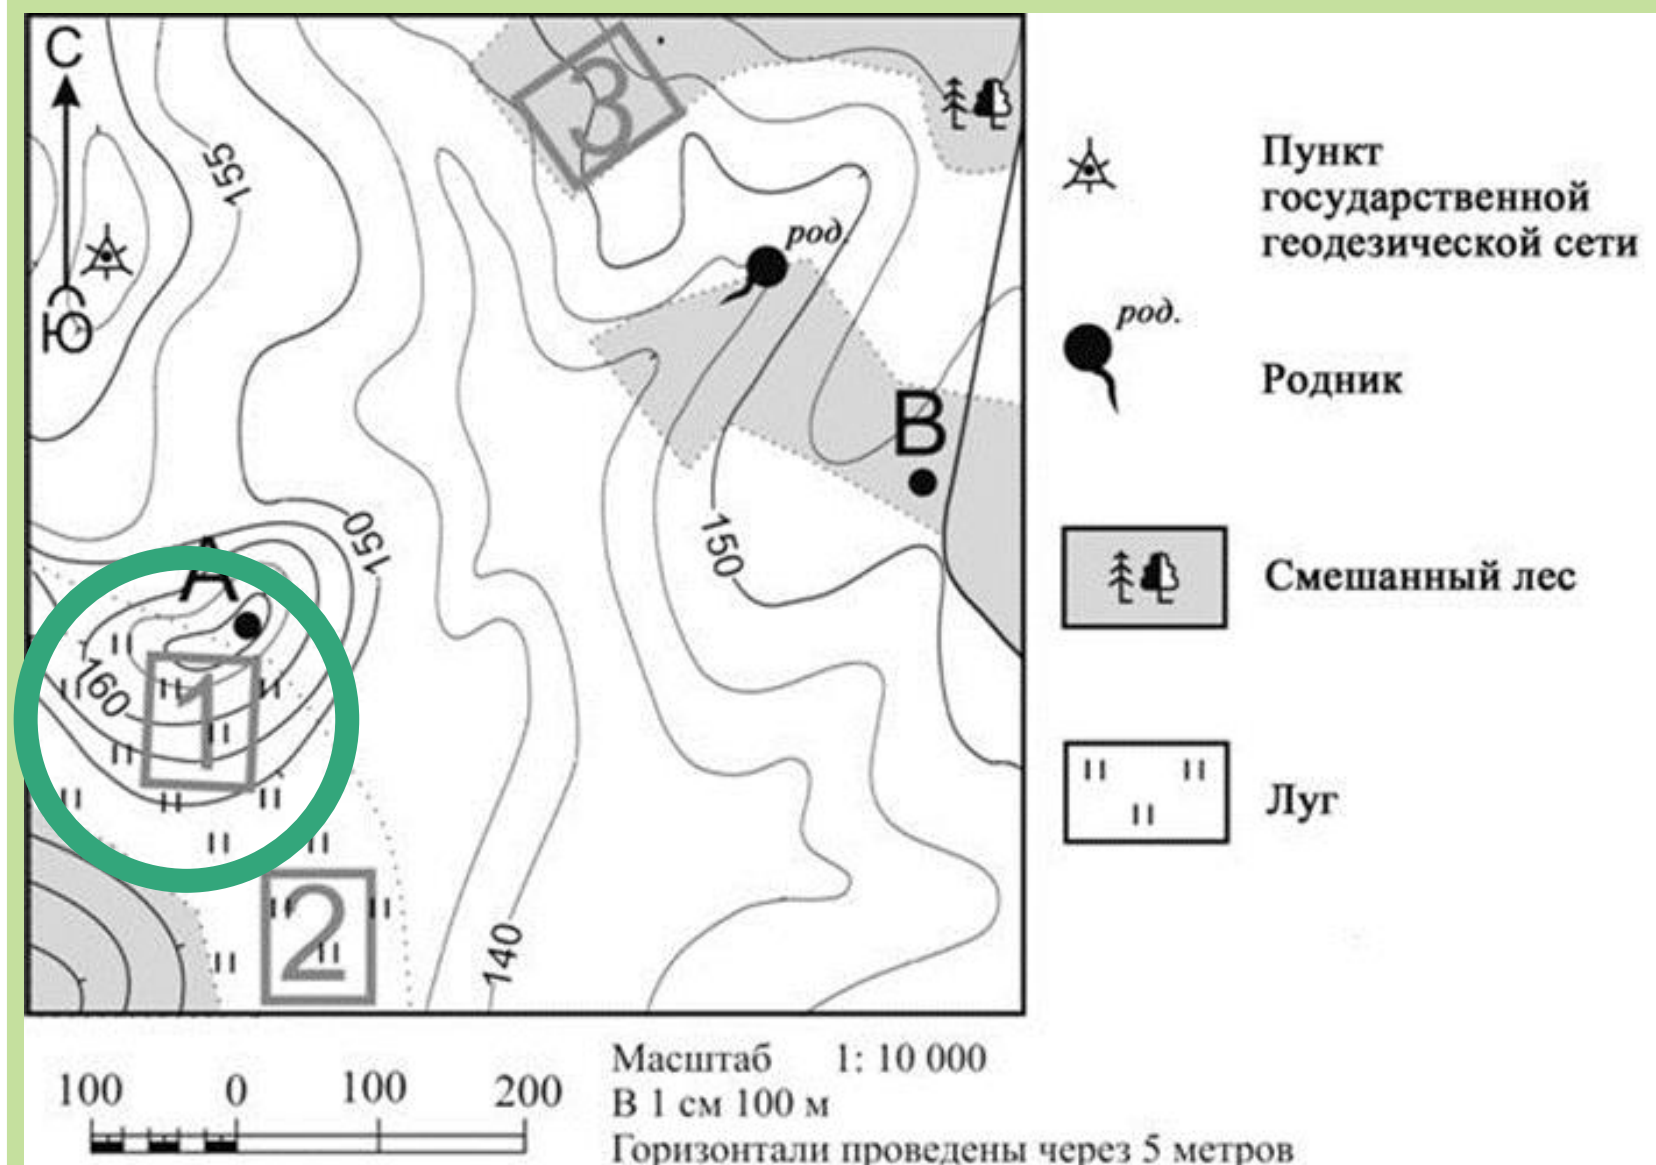 С
3
155
род.
Ю
В
150
150
А
160
1
2
140
Пункт
государственной
геодезической сети
род.
Родник
Смешанный лес
Луг
100 0 100 200
Масштаб 1: 10 000
В 1 см 100 м
Горизонтали проведены через 5 метров